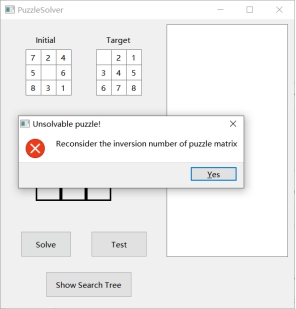 PuzzleSolver
Initial Target
7 2 4
5 6
8 3 1
2 1
3 4 5
6 7 8
Unsolvable puzzle!
Reconsider the inversion number of puzzle matrix
Yes
Solve Test
Show Search Tree